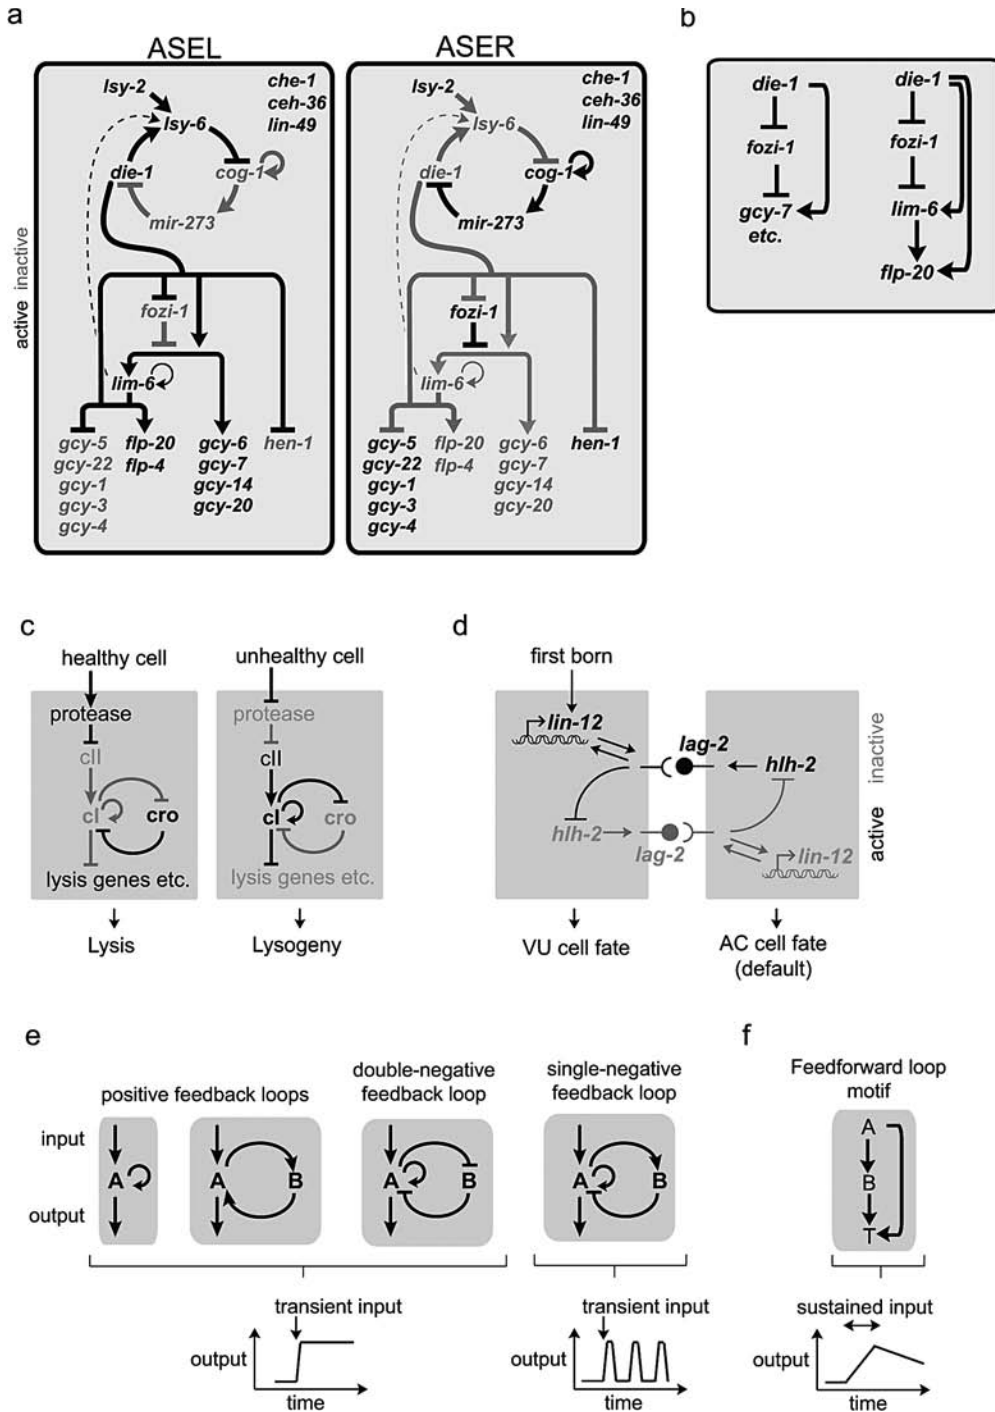 a
ASEL
ASER
active inactive
lsy-2
che-1
ceh-36
lin-49
lsy-6
die-1
cog-1
mir-273
fozi-1
lim-6
gcy-5
gcy-22
gcy-1
gcy-3
gcy-4
flp-20
flp-4
gcy-6
gcy-7
gcy-14
gcy-20
hen-1
lsy-2
che-1
ceh-36
lin-49
lsy-6
die-1
cog-1
mir-273
fozi-1
lim-6
gcy-5
gcy-22
gcy-1
gcy-3
gcy-4
flp-20
flp-4
gcy-6
gcy-7
gcy-14
gcy-20
hen-1
b
die-1
fozi-1
gcy-7
etc.
die-1
fozi-1
lim-6
flp-20
c
healthy cell
protease
cII
cI
cro
lysis genes etc.
Lysis
unhealthy cell
protease
cII
cI
cro
lysis genes etc.
Lysogeny
d
first born
lin-12
lag-2
hlh-2
hlh-2
lag-2
lin-12
active inactive
VU cell fate
AC cell fate
(default)
e
positive feedback loops
double-negative
feedback loop
single-negative
feedback loop
input
output
A
A
B
A
B
A
B
transient input
output
time
transient input
output
time
f
Feedforward loop
motif
A
B
T
sustained input
output
time